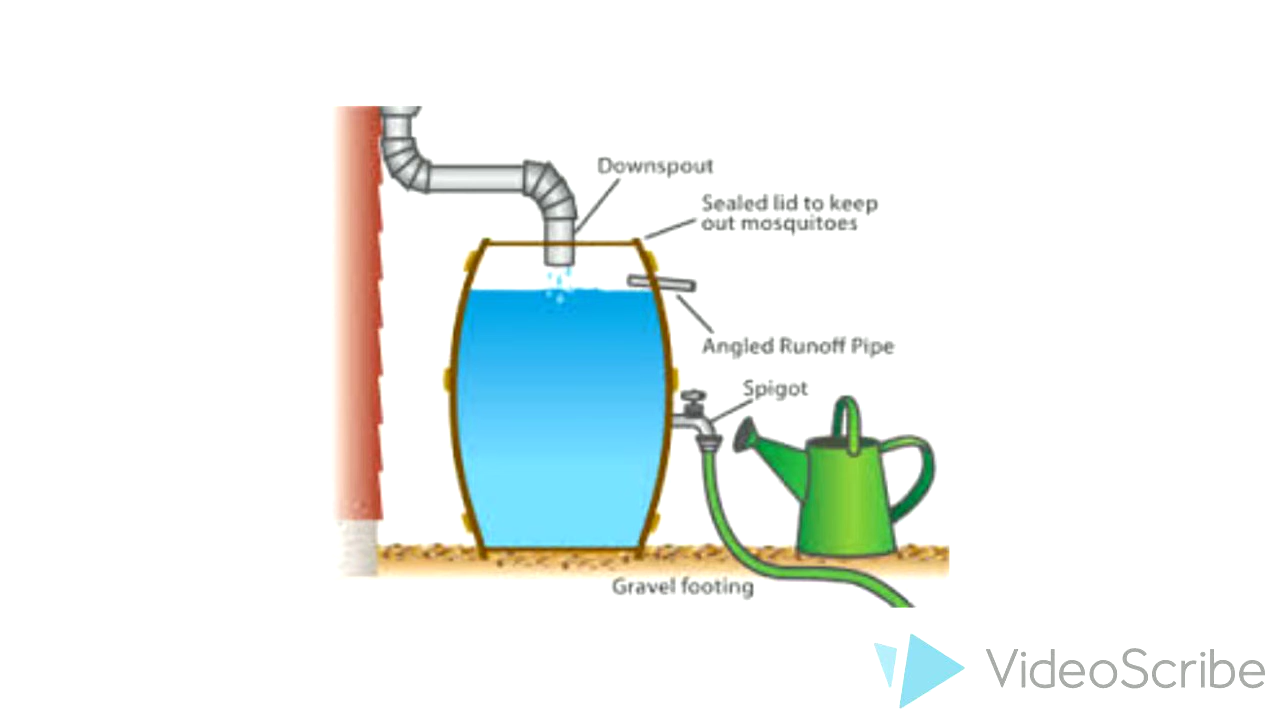 Downspout
Sealed lid to keep
out mosquitoes
Angled Runoff Pipe
Spigot
Gravel footing
VideoScribe